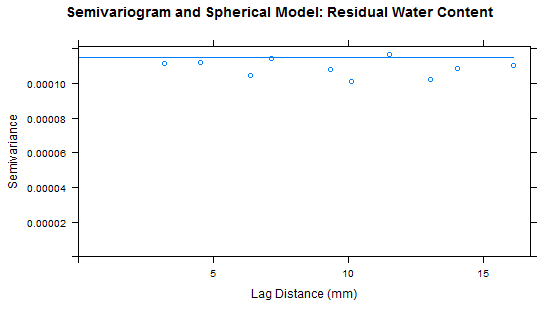 Semivariogram and Spherical Model: Residual Water Content
Semivariance
0.00010
0.00008
0.00006
0.00004
0.00002
5 10 15
Lag Distance (mm)